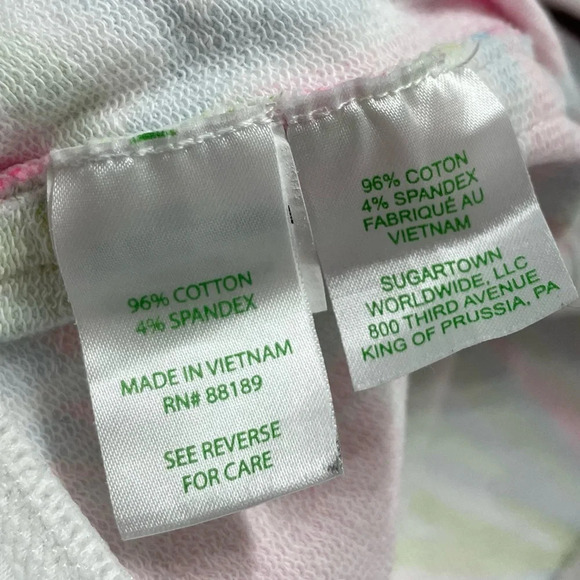 96% COTTON
4% SPANDEX
MADE IN VIETNAM
RN# 88189
SEE REVERSE
FOR CARE
96% COTON
4% SPANDEX
FABRIQUÉ AU
VIETNAM
SUGARTOWN
WORLDWIDE, LLC
800 THIRD AVENUE
KING OF PRUSSIA, PA